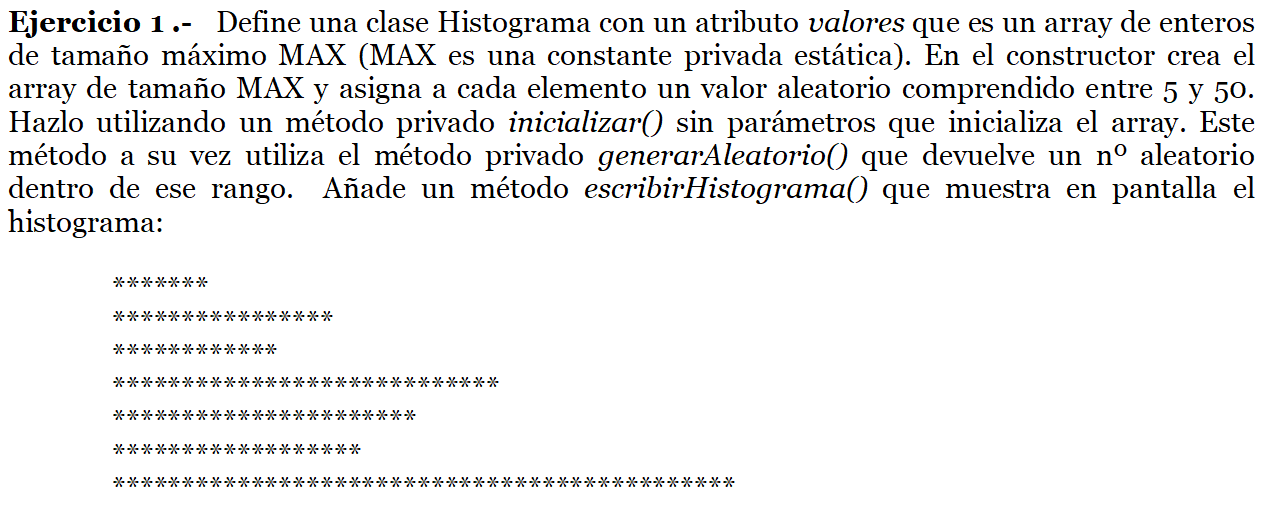 Ejercicio 1 .- Define una clase Histograma con un atributo valores que es un array de enteros
de tamaño máximo MAX (MAX es una constante privada estática). En el constructor crea el
array de tamaño MAX y asigna a cada elemento un valor aleatorio comprendido entre 5 y 50.
Hazlo utilizando un método privado inicializar() sin parámetros que inicializa el array. Este
método a su vez utiliza el método privado generarAleatorio() que devuelve un nº aleatorio
dentro de ese rango. Añade un método escribirHistograma() que muestra en pantalla el
histograma:
*******
****************
************
****************************
**********************
******************
*********************************************